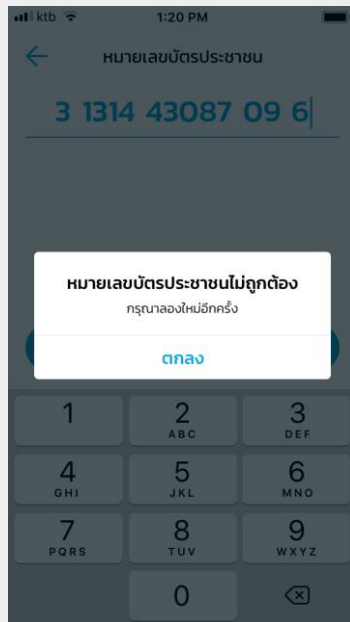 ktb 1:20 PM
หมายเลขบัตรประชาชน
3 1314 43087 09 6
หมายเลขบัตรประชาชนไม่ถูกต้อง
กรุณาลองใหม่อีกครั้ง
ตกลง
1 2 3
ABC DEF
4 5 6
GHI JKL MNO
7 8 9
PQRS TUV WXYZ
0